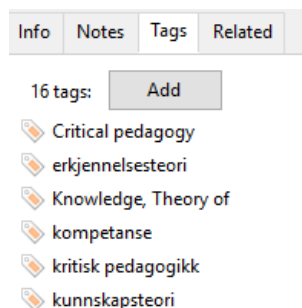 Info Notes Tags Related
16 tags: Add
Critical pedagogy
erkjennelsesteori
Knowledge, Theory of
kompetanse
kritisk pedagogikk
kunnskapsteori